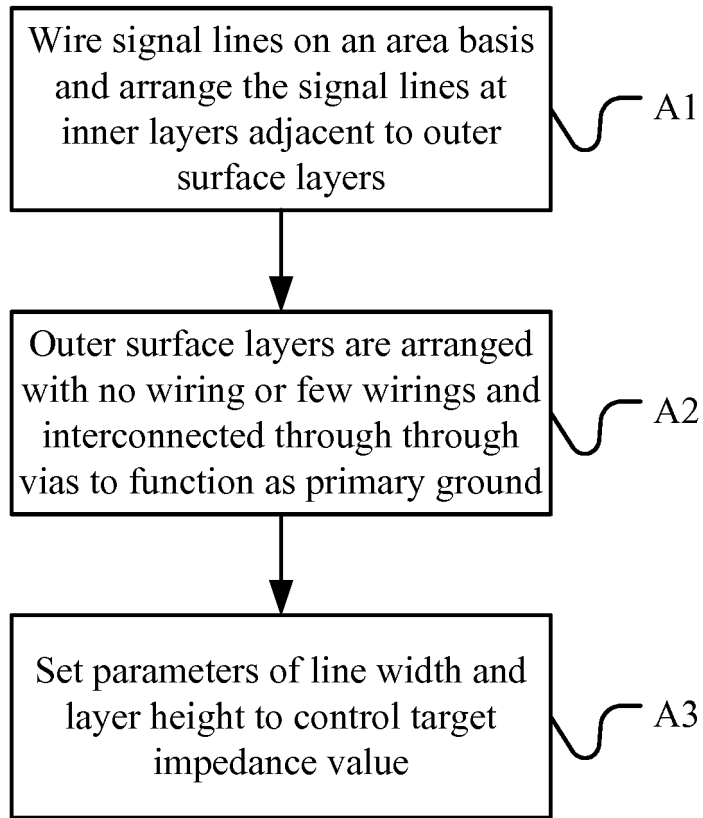 Wire signal lines on an area basis
and arrange the signal lines at
inner layers adjacent to outer
surface layers
A1
Outer surface layers are arranged
with no wiring or few wirings and
interconnected through through
vias to function as primary ground
A2
Set parameters of line width and
layer height to control target
impedance value
A3